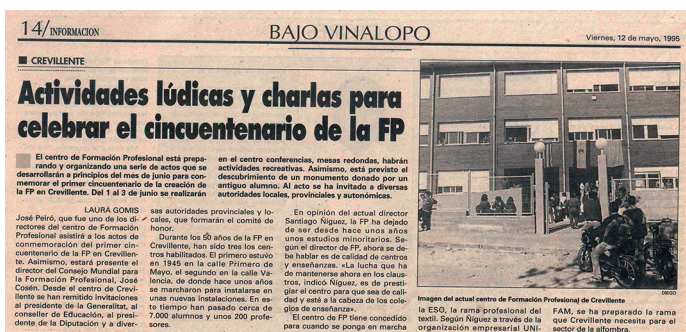 14/INFORMACION
BAJO VINALOPO
Viernes, 12 de mayo, 1995
CREVILLENTE
Actividades lúdicas y charlas para
celebrar el cincuentenario de la FP
El centro de Formación Profesional está prepa-
rando y organizando una serie de actos que se
desarrollarán a principios del mes de junio para con-
memorar el primer cincuentenario de la creación de
la FP en Crevillente. Del 1 al 3 de junio se realizarán
en el centro conferencias, mesas redondas, habrán
actividades recreativas. Asimismo, está previsto el
descubrimiento de un monumento donado por un
antiguo alumno. Al acto se ha invitado a diversas
autoridades locales, provinciales y autonómicas.
LAURA GOMIS
José Peiró, que fue uno de los di-
rectores del centro de Formación
Profesional asistirá a los actos de
conmemoración del primer cin-
cuentenario de la FP en Crevillen-
te. Asimismo, estará presente el
director del Consejo Mundial para
la Formación Profesional, José
Cosén. Desde el centro de Crevi-
llente se han remitido invitaciones
al presidente de la Generalitat, al
conseller de Educación, al presi-
dente de la Diputación y a diver-
sas autoridades provinciales y lo-
cales, que formarán el comité de
honor.
Durante los 50 años de la FP en
Crevillente, han sido tres los cen-
tros habilitados. El primero estuvo
en 1945 en la calle Primero de
Mayo, el segundo en la calle Va-
lencia, de donde hace unos años
se marcharon para instalarse en
unas nuevas instalaciones. En es-
te tiempo han pasado cerca de
7.000 alumnos y unos 200 profe-
sores.
En opinión del actual director
Santiago Ñiguez, la FP ha dejado
de ser desde hace unos años
unos estudios minoritarios. Según
el director de FP, ahora se de-
be hablar es de calidad de centros
y enseñanzas. «La lucha que ha
de mantenerse ahora en los claus-
tros, indicó Ñiguez, es de presti-
giar el centro para que sea de cali-
dad y esté a la cabeza de los cole-
gios de enseñanza».
El centro de FP tiene concedido
para cuando se ponga en marcha
DIEGO
Imagen del actual centro de Formación Profesional de Crevillente
la ESO, la rama profesional del
textil. Según Ñiguez a través de la
organización empresarial UNI-
FAM, se ha preparado la rama
que Crevillente necesita para el
sector de la alfombra.